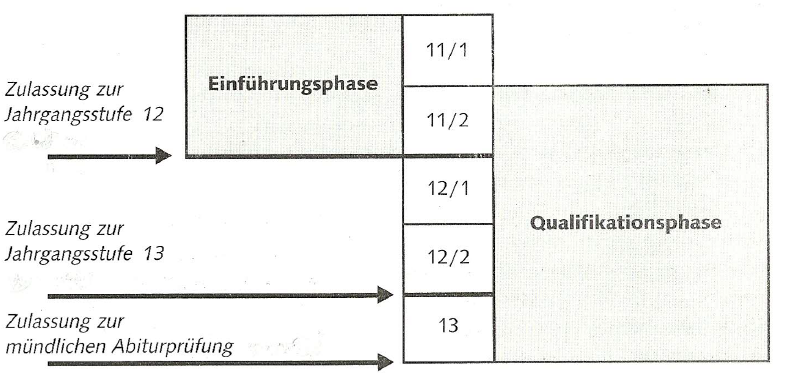 11/1
Einführungsphase
Zulassung zur
Jahrgangsstufe 12
11/2
12/1
Qualifikationsphase
Zulassung zur
Jahrgangsstufe 13
12/2
Zulassung zur
mündlichen Abiturprüfung
13